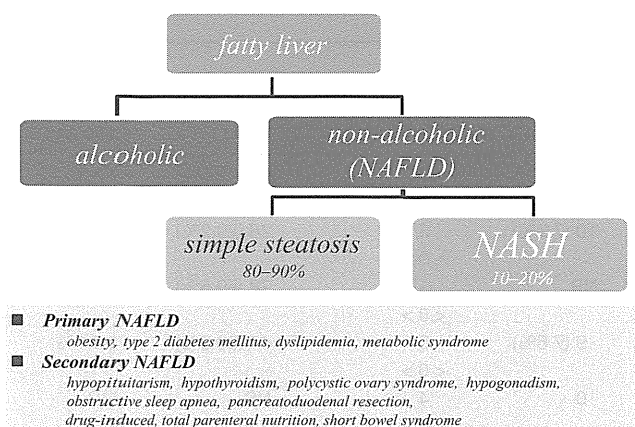 fatty liver
alcoholic
non-alcoholic
(NAFLD)
simple steatosis
80–90%
NASH
10–20%
■ Primary NAFLD
obesity, type 2 diabetes mellitus, dyslipidemia, metabolic syndrome
■ Secondary NAFLD
hypopituitarism, hypothyroidism, polycystic ovary syndrome, hypogonadism,
obstructive sleep apnea, pancreatoduodenal resection,
drug-induced, total parenteral nutrition, short bowel syndrome